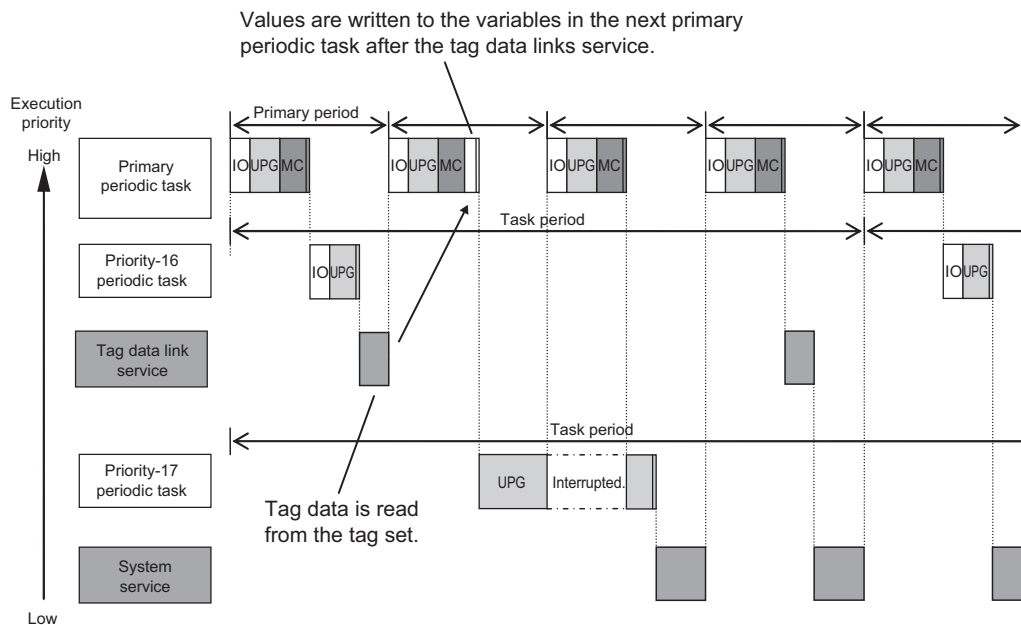 Values are written to the variables in the next primary
periodic task after the tag data links service.
Execution
priority
High
Primary period
Primary
periodic task
IO UPG MC
IO UPG MC
IO UPG MC
IO UPG MC
IO UPG MC
Task period
Priority-16
periodic task
IO UPG
IO UPG
Tag data link
service
Task period
Priority-17
periodic task
UPG
Interrupted.
Tag data is read
from the tag set.
System
service
Low